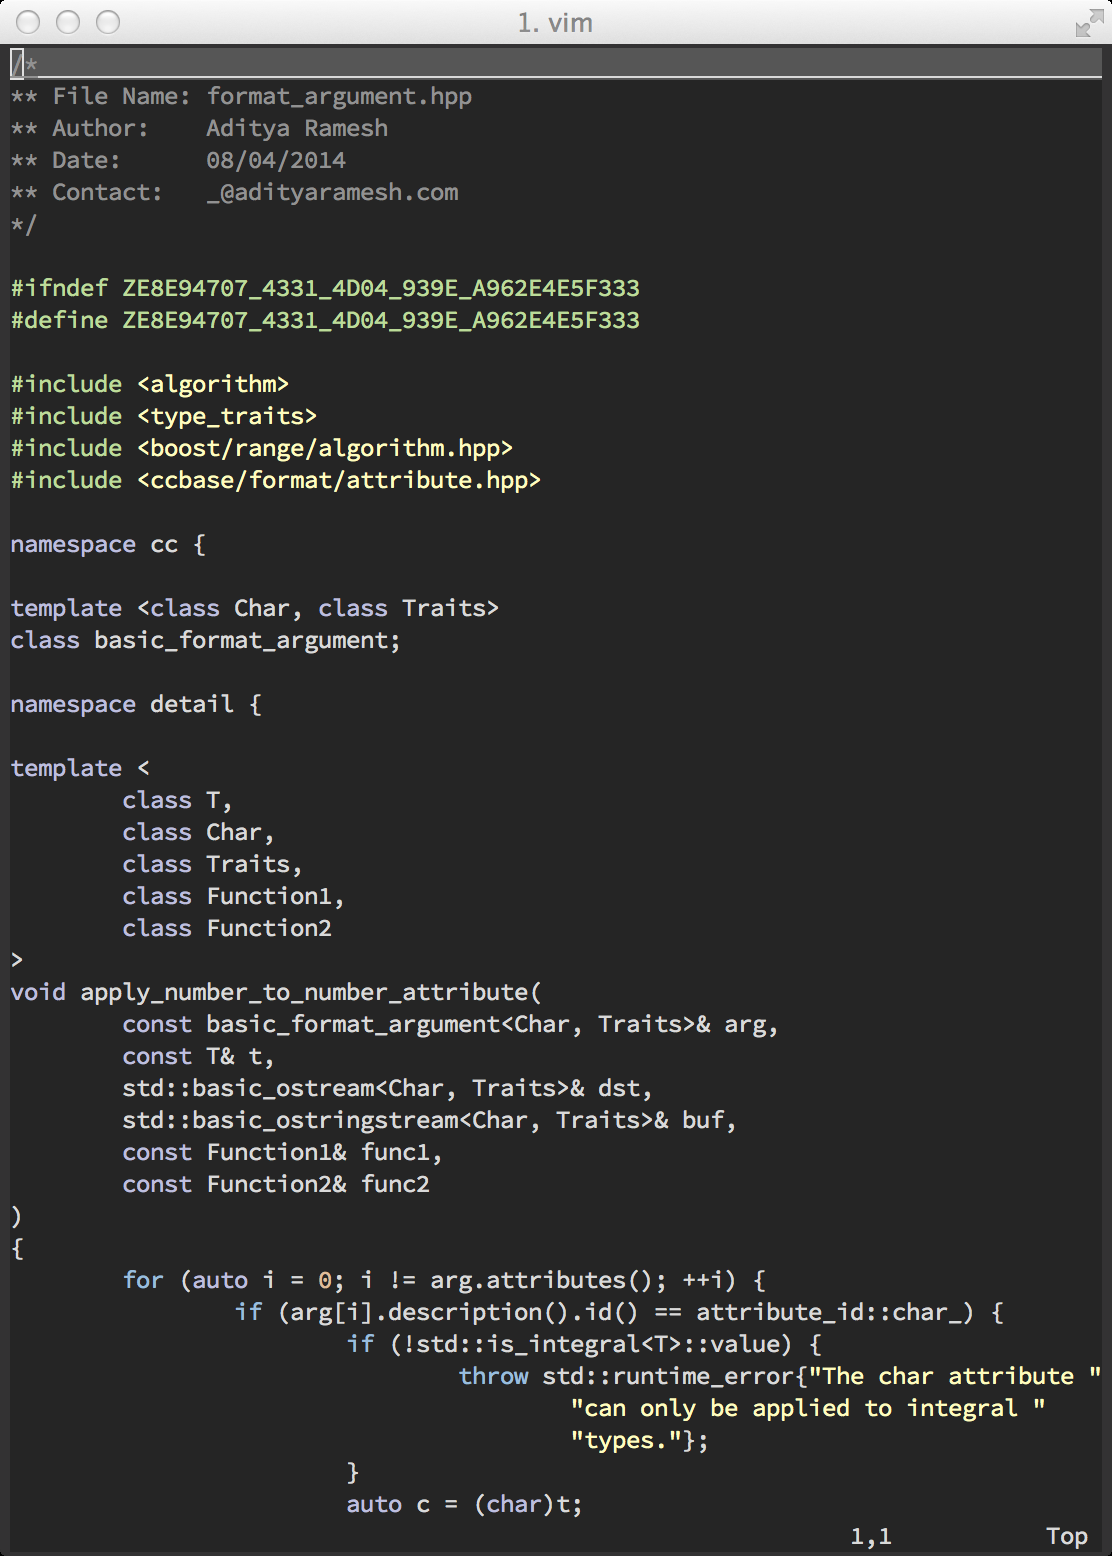 1. vim
/*
** File Name: format_argument.hpp
** Author:    Aditya Ramesh
** Date:      08/04/2014
** Contact:   _@adityaramesh.com
*/

#ifndef ZE8E94707_4331_4D04_939E_A962E4E5F333
#define ZE8E94707_4331_4D04_939E_A962E4E5F333

#include <algorithm>
#include <type_traits>
#include <boost/range/algorithm.hpp>
#include <ccbase/format/attribute.hpp>

namespace cc {

template <class Char, class Traits>
class basic_format_argument;

namespace detail {

template <
        class T,
        class Char,
        class Traits,
        class Function1,
        class Function2
>
void apply_number_to_number_attribute(
        const basic_format_argument<Char, Traits>& arg,
        const T& t,
        std::basic_ostream<Char, Traits>& dst,
        std::basic_ostringstream<Char, Traits>& buf,
        const Function1& func1,
        const Function2& func2
)
{
        for (auto i = 0; i != arg.attributes(); ++i) {
                if (arg[i].description().id() == attribute_id::char_) {
                        if (!std::is_integral<T>::value) {
                                throw std::runtime_error{"The char attribute "
                                        "can only be applied to integral "
                                        "types."};
                        }
                        auto c = (char)t;
1,1           Top